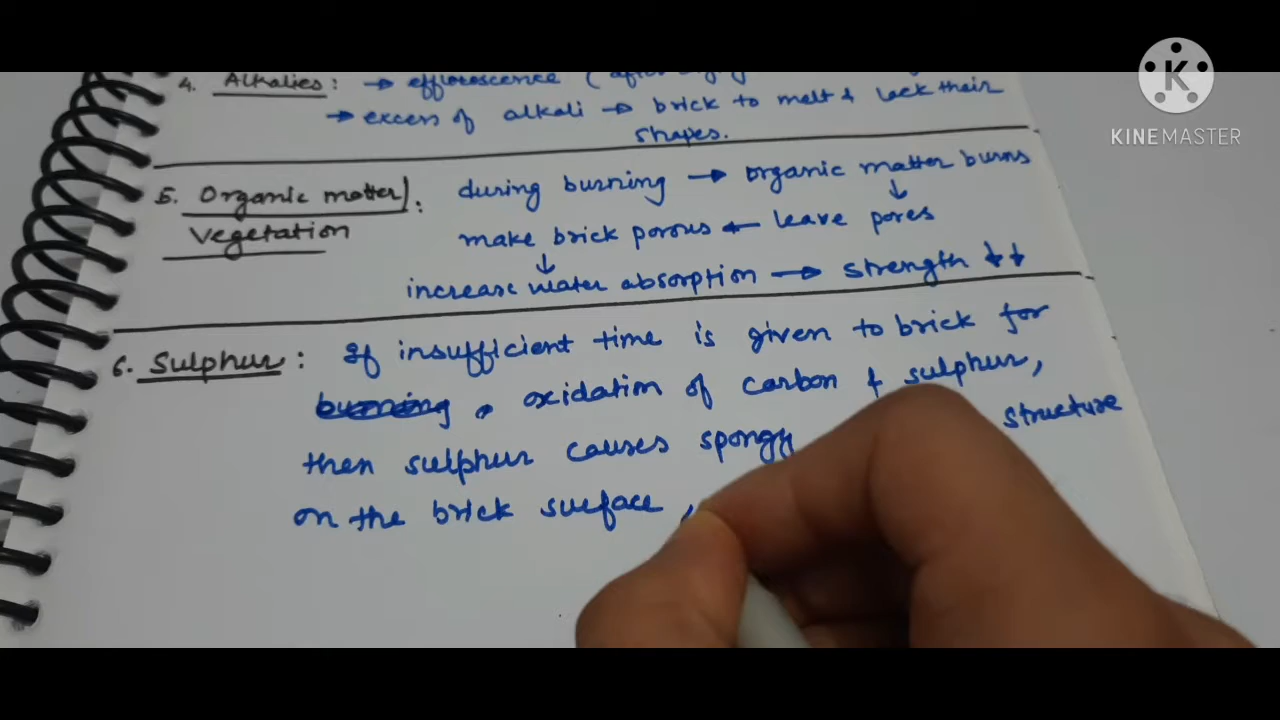 4. Alkalies: → efflorescence (after
→ excess of alkali → brick to melt & lack their
shapes.
5. Organic matter/ : during burning → organic matter burns
↓
Vegetation make brick porous ← leave pores
↓
increase water absorption → strength ↓↓
6. Sulphur: If insufficient time is given to brick for
burning, oxidation of carbon & sulphur,
then sulphur causes spongy structure
on the brick surface,
K
KINEMASTER